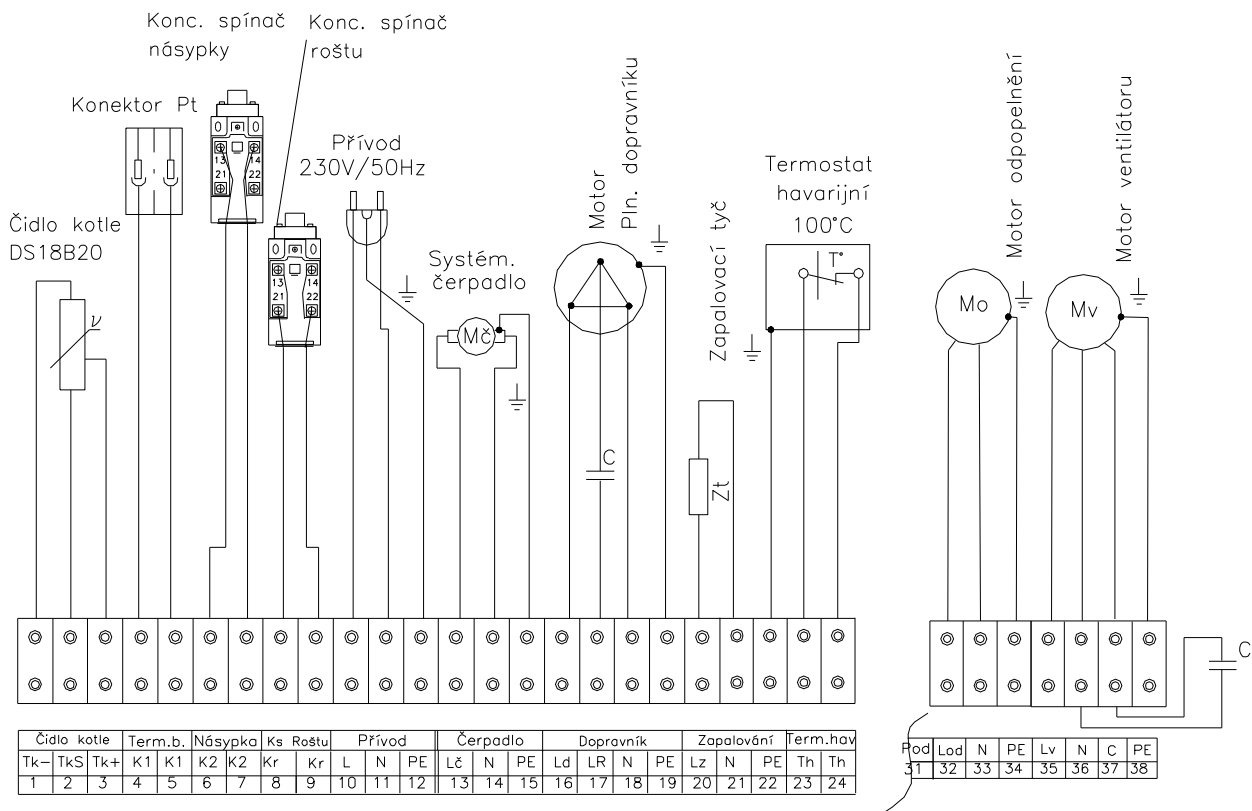 Konc. spínač
násypky
Konc. spínač
roštu
Konektor Pt
Přívod
230V/50Hz
Čidlo kotle
DS18B20
ν
13
14
21
22
13
14
21
22
Systém.
čerpadlo
Mč
Motor
Pln. dopravníku
C
Zapalovací tyč
Zt
Termostat
havarijní
100°C
T°
Motor odpopelnění
Mo
Motor ventilátoru
Mv
C
Čidlo kotle Term.b. Násypka Ks Roštu Přívod Čerpadlo Dopravník Zapalování Term.hav
Tk- TkS Tk+ K1 K1 K2 K2 Kr Kr L N PE Lč N PE Ld LR N PE Lz N PE Th Th
1 2 3 4 5 6 7 8 9 10 11 12 13 14 15 16 17 18 19 20 21 22 23 24
Pod Lod N PE Lv N C PE
31 32 33 34 35 36 37 38